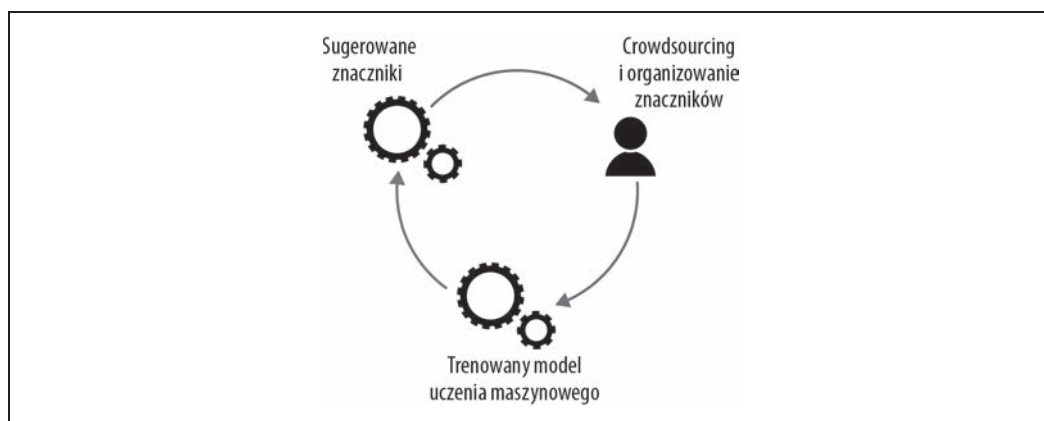 Sugerowane
znaczniki
Crowdsourcing
i organizowanie
znaczników
Trenowany model
uczenia maszynowego